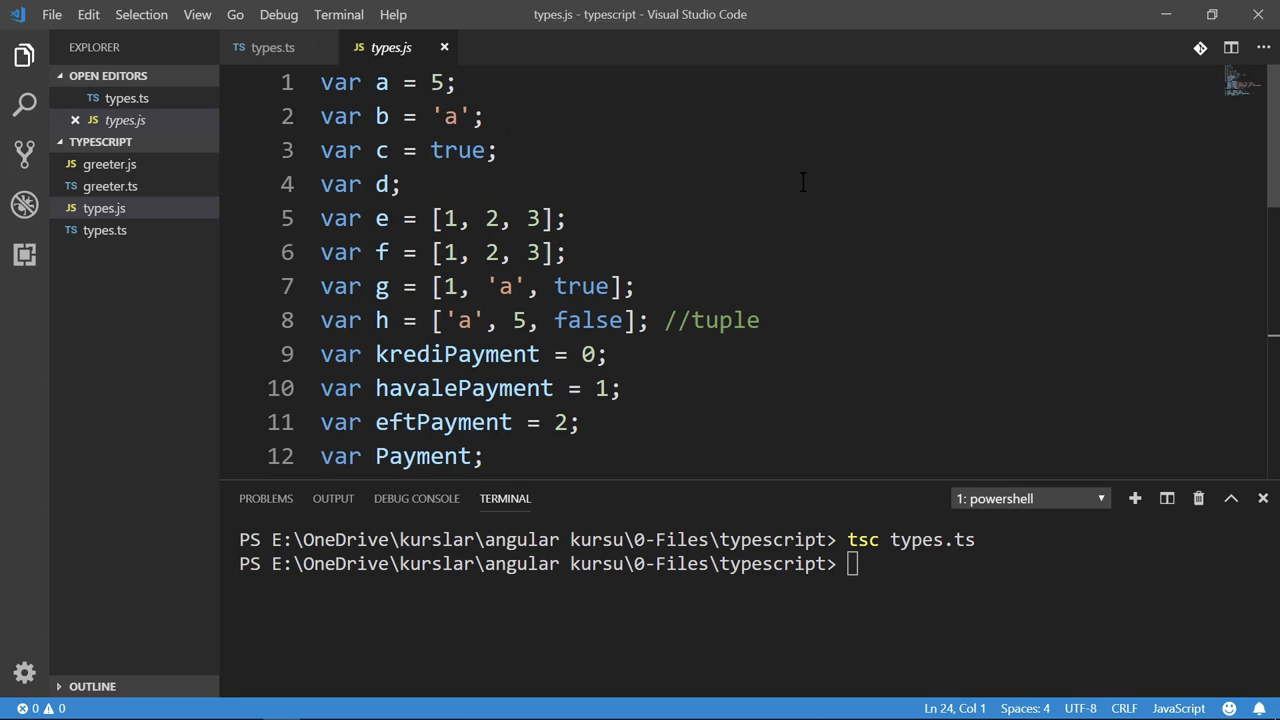 File Edit Selection View Go Debug Terminal Help types.js - typescript - Visual Studio Code
EXPLORER
OPEN EDITORS
TS types.ts
JS types.js
TYPESCRIPT
JS greeter.js
TS greeter.ts
JS types.js
TS types.ts
OUTLINE
TS types.ts JS types.js
1 var a = 5;
2 var b = 'a';
3 var c = true;
4 var d;
5 var e = [1, 2, 3];
6 var f = [1, 2, 3];
7 var g = [1, 'a', true];
8 var h = ['a', 5, false]; //tuple
9 var krediPayment = 0;
10 var havalePayment = 1;
11 var eftPayment = 2;
12 var Payment;
PROBLEMS OUTPUT DEBUG CONSOLE TERMINAL 1: powershell
PS E:\OneDrive\kurslar\angular kursu\0-Files\typescript> tsc types.ts
PS E:\OneDrive\kurslar\angular kursu\0-Files\typescript>
0 0 Ln 24, Col 1 Spaces: 4 UTF-8 CRLF JavaScript